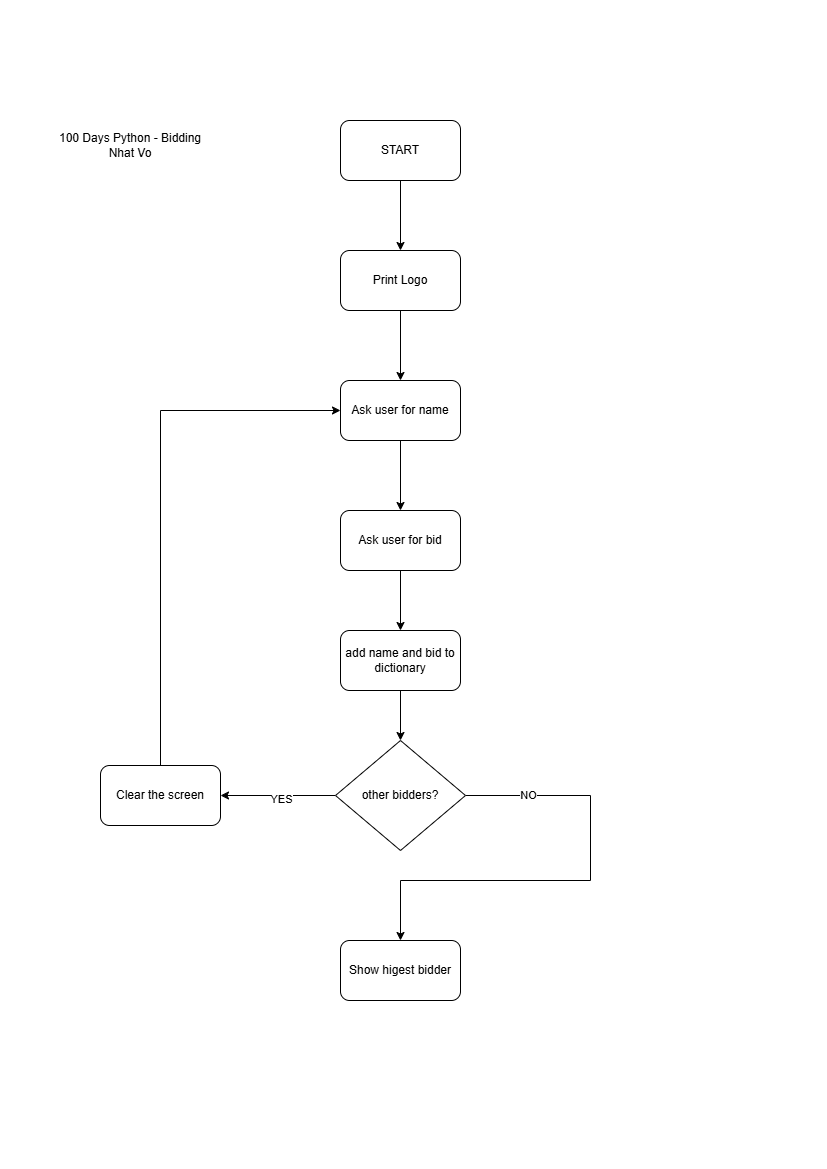 100 Days Python - Bidding
Nhat Vo
START
Print Logo
Ask user for name
Ask user for bid
add name and bid to
dictionary
other bidders?
YES
NO
Clear the screen
Show higest bidder